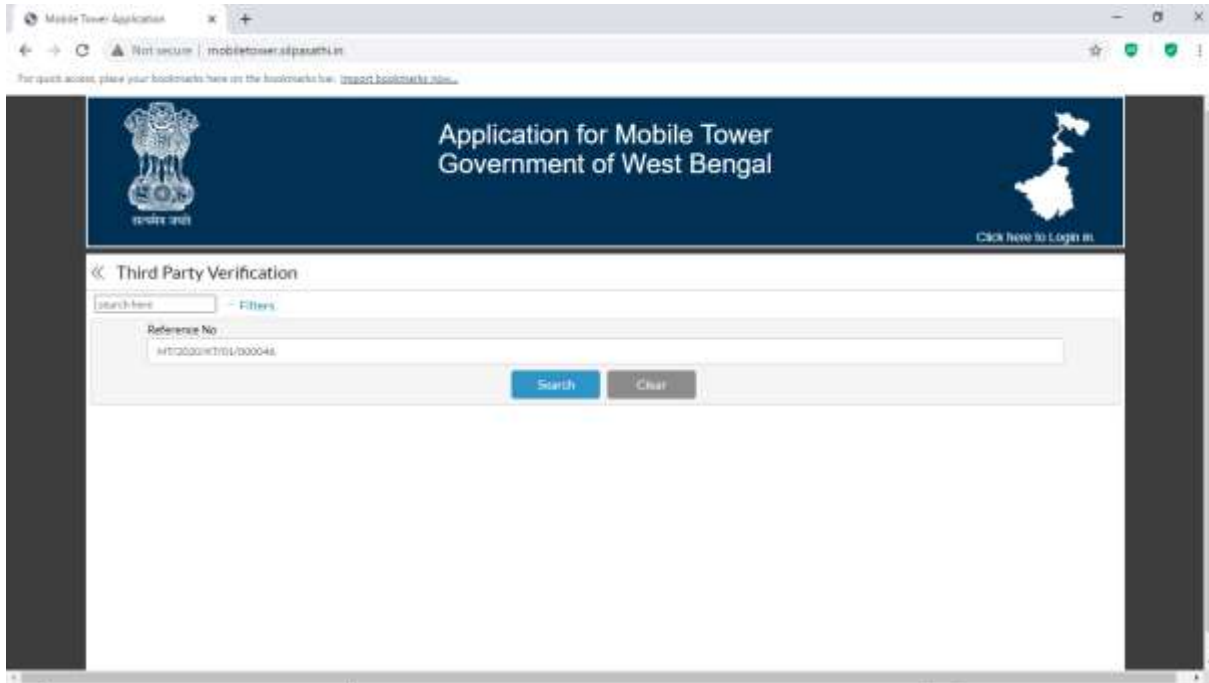 Mobile Tower Application
Not secure | mobiletower.silpasathi.in
For quick access, place your bookmarks here on the bookmarks bar. Import bookmarks now...
Application for Mobile Tower
Government of West Bengal
सत्यमेव जयते
Click here to Login in.
Third Party Verification
search here
Filters
Reference No
Search
Clear